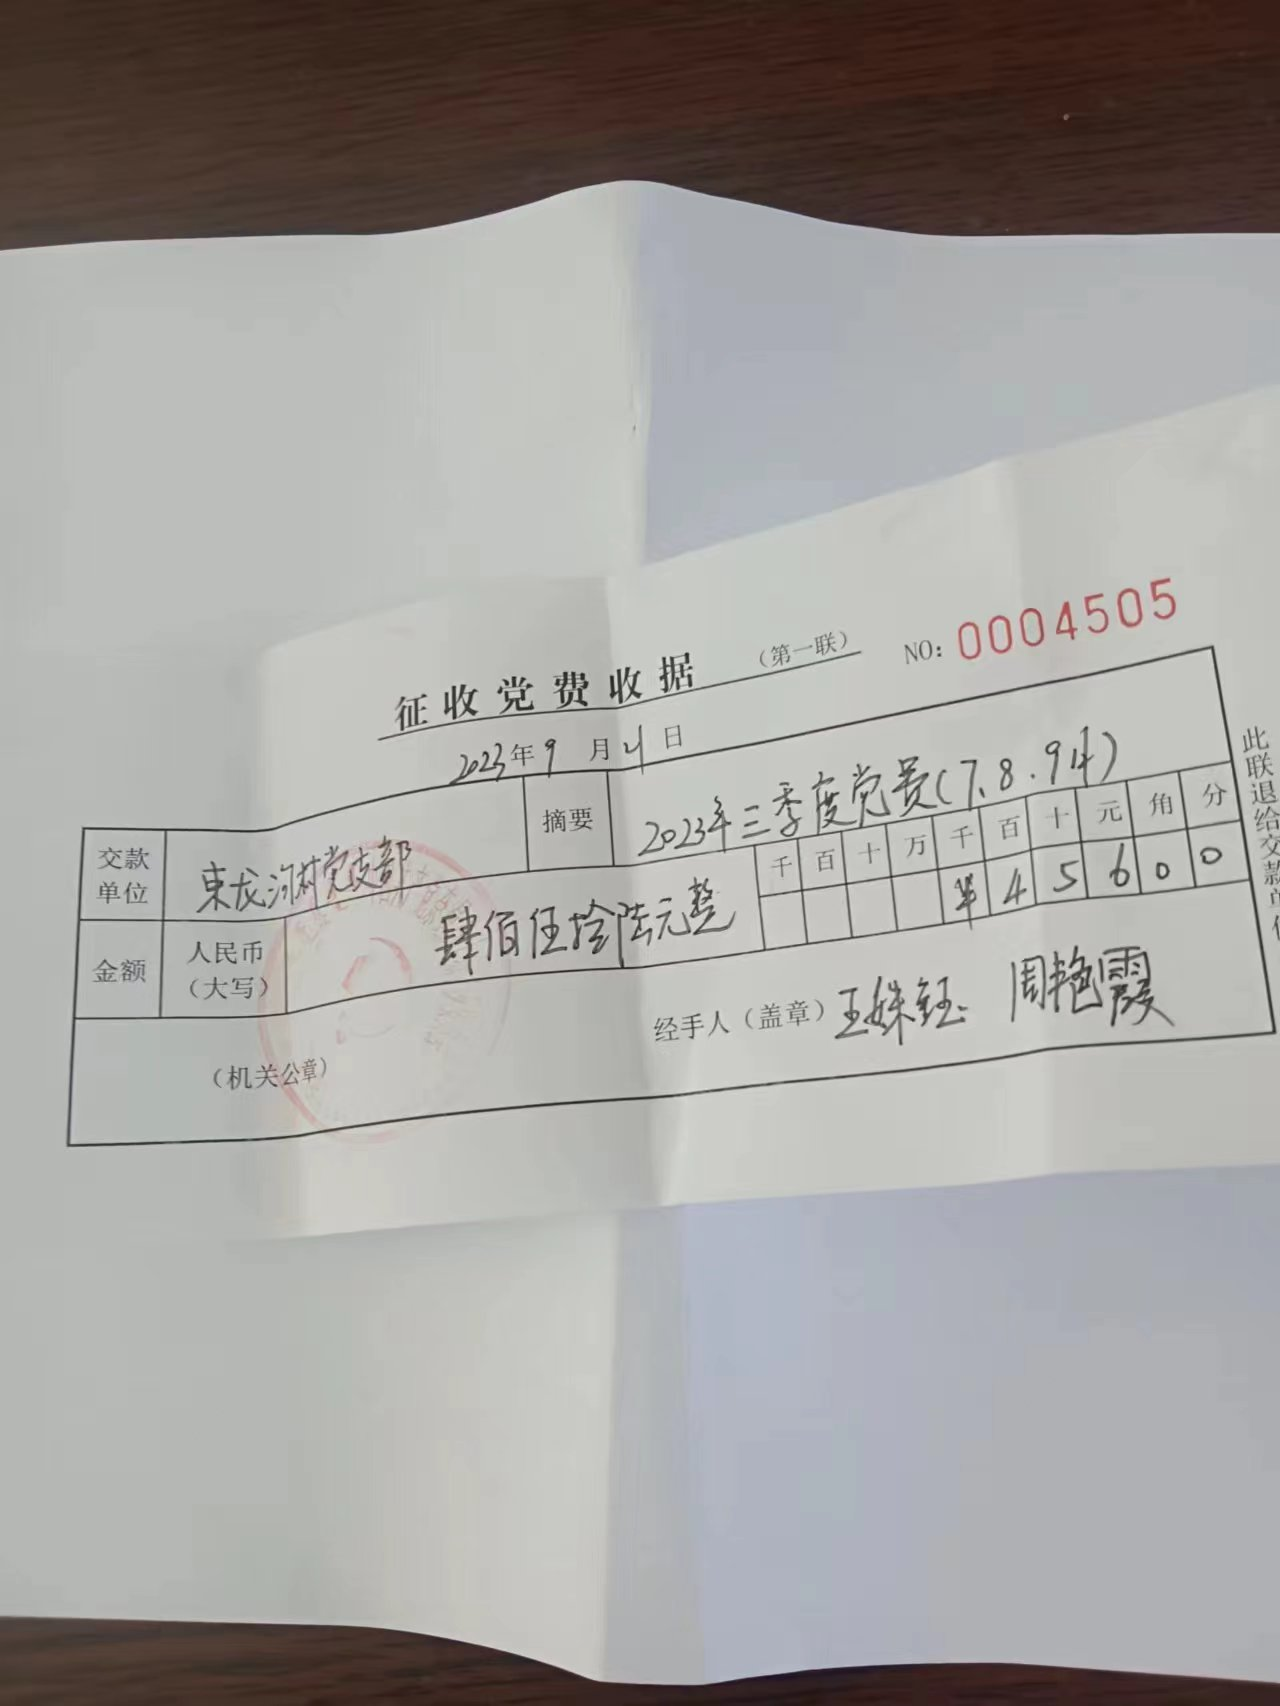 征收党费收据 (第一联) NO: 0004505
2023年9月21日
交款单位 东龙沟村党支部 摘要 2023年三季度党费(7.8.9月)
金额 人民币(大写) 肆佰伍拾陆元整
千 百 十 万 千 百 十 元 角 分
¥ 4 5 6 0 0
(机关公章) 经手人(盖章) 王姝钰 周艳霞
此联退给交款单